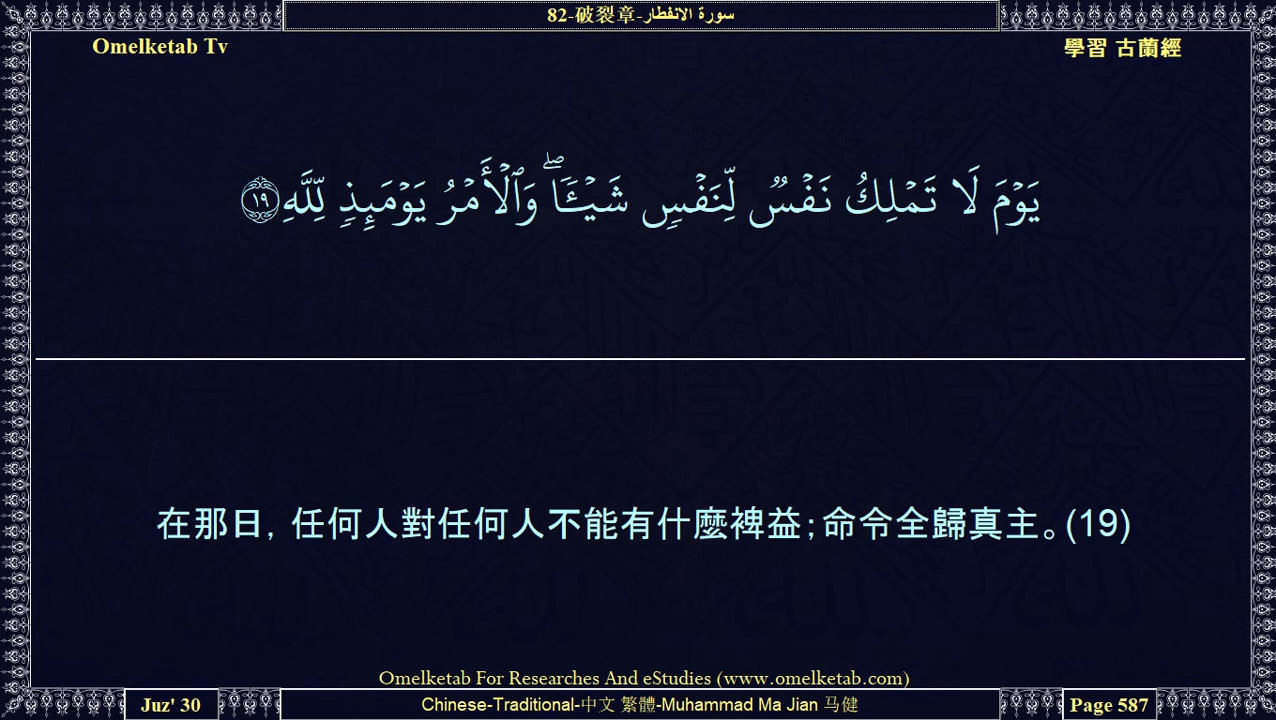 82-破裂章-سورة الانفطار
Omelketab Tv
學習 古蘭經
يَوْمَ لَا تَمْلِكُ نَفْسٌ لِّنَفْسٍ شَيْـًٔا ۖ وَٱلْأَمْرُ يَوْمَئِذٍ لِّلَّهِ ١٩
在那日，任何人對任何人不能有什麼裨益；命令全歸真主。(19)
Omelketab For Researches And eStudies (www.omelketab.com)
Juz' 30
Chinese-Traditional-中文 繁體-Muhammad Ma Jian 马健
Page 587